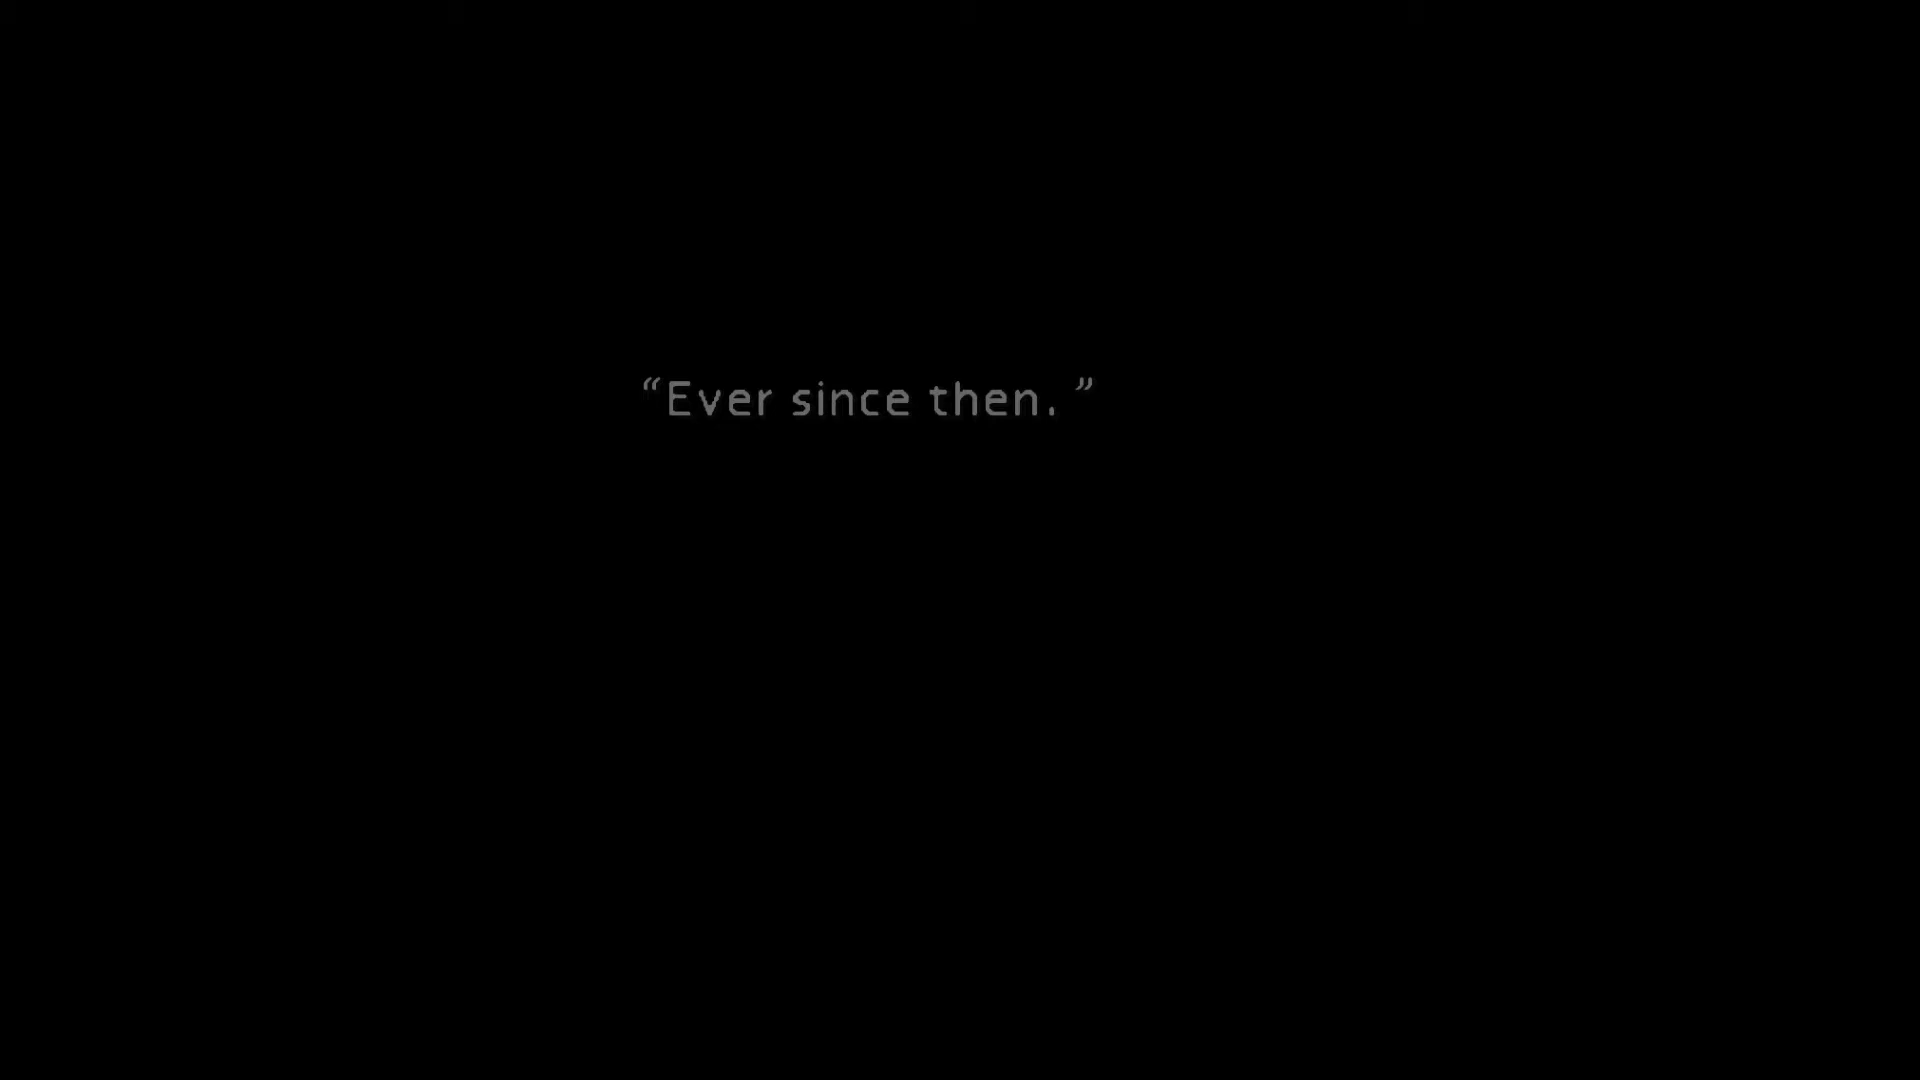 “Ever since then. ”